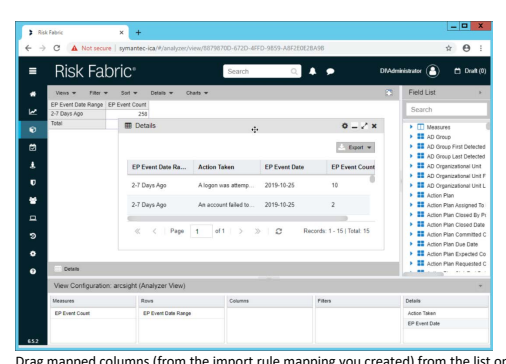 Risk Fabric
Not secure | symantec-ica/#/analyzer/view/
Risk Fabric
Search
DI\Administrator
Draft (0)
Views Filter Sort Details Charts
Field List
EP Event Date Range EP Event Count
2-7 Days Ago 258
Total
Search
Details
Export
EP Event Date Ra... Action Taken EP Event Date EP Event Count
2-7 Days Ago A logon was attemp... 2019-10-25 10
2-7 Days Ago An account failed to... 2019-10-25 2
Page 1 of 1 Records: 1 - 15 | Total: 15
Measures
AD Group
AD Group First Detected
AD Group Last Detected
AD Organizational Unit
AD Organizational Unit F
AD Organizational Unit L
Action Plan
Action Plan Assigned To
Action Plan Closed By Pr
Action Plan Closed Date
Action Plan Committed C
Action Plan Due Date
Action Plan Expected Co
Action Plan Requested C
Details
View Configuration: arcsight (Analyzer View)
Measures Rows Columns Filters Details
EP Event Count EP Event Date Range Action Taken
EP Event Date
6.5.2
Drag mapped columns (from the import rule mapping you created) from the list on